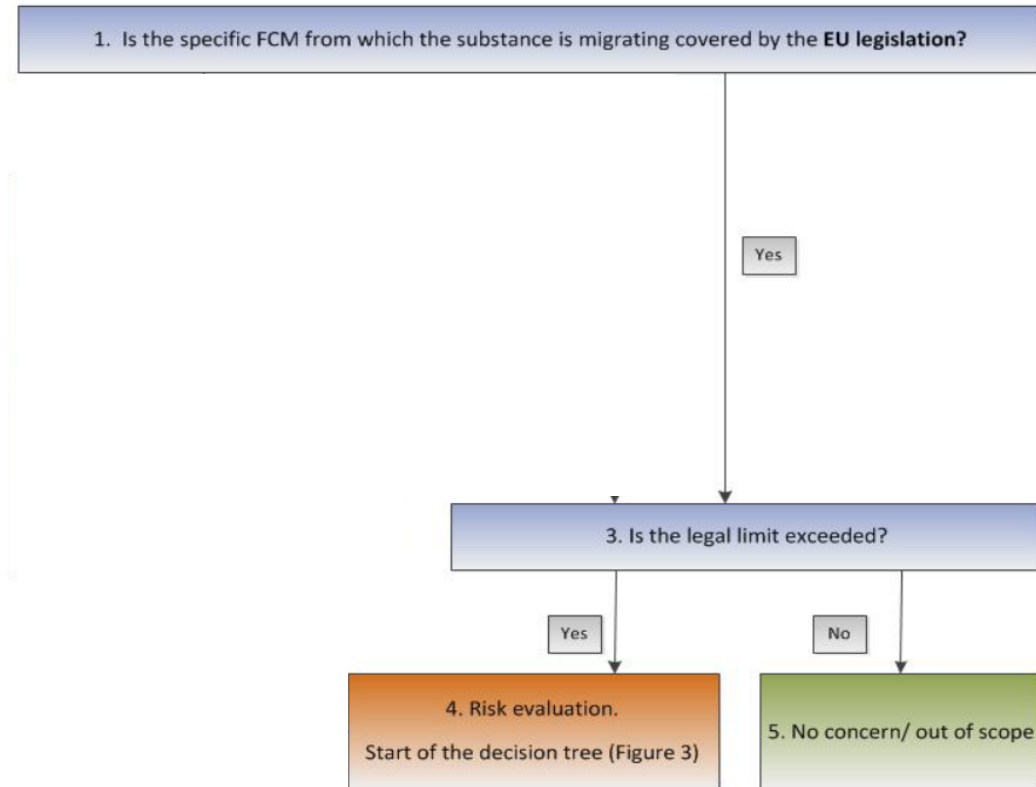 1. Is the specific FCM from which the substance is migrating covered by the EU legislation?
Yes
3. Is the legal limit exceeded?
Yes
No
4. Risk evaluation.
Start of the decision tree (Figure 3)
5. No concern/ out of scope